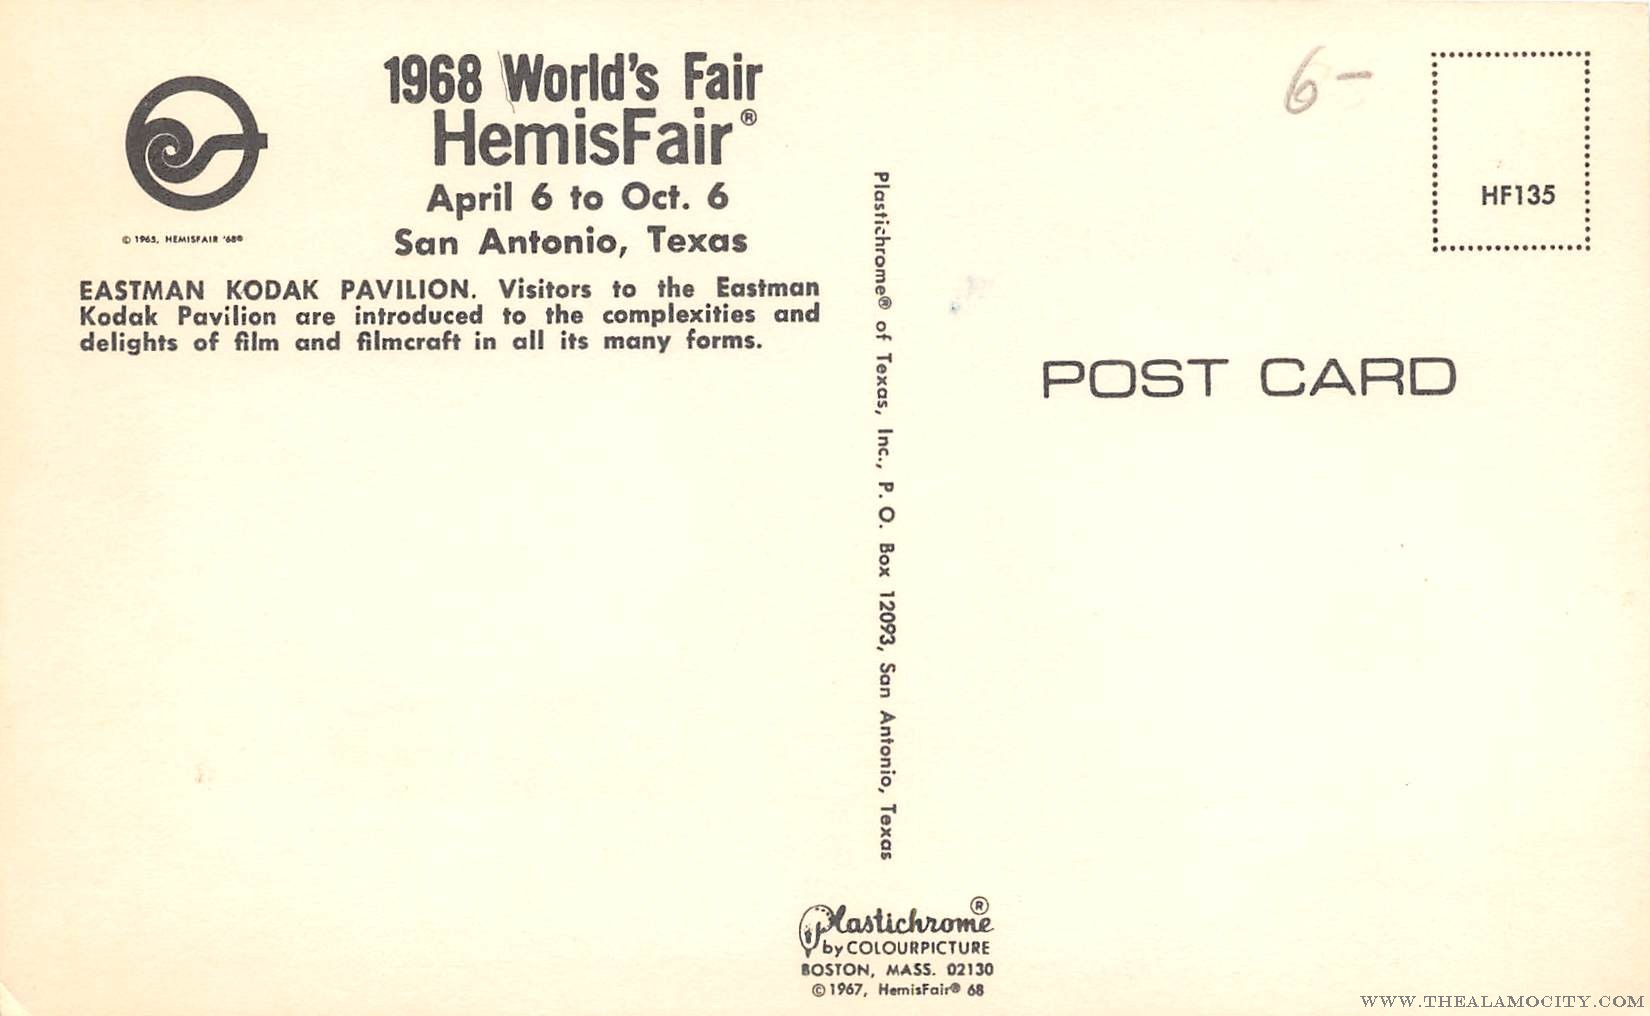 1968 World's Fair
HemisFair®
April 6 to Oct. 6
San Antonio, Texas
© 1965, HEMISFAIR '68®
EASTMAN KODAK PAVILION. Visitors to the Eastman
Kodak Pavilion are introduced to the complexities and
delights of film and filmcraft in all its many forms.
Plastichrome® of Texas, Inc., P. O. Box 12093, San Antonio, Texas
Plastichrome®
by COLOURPICTURE
BOSTON, MASS. 02130
© 1967, HemisFair® 68
6-
HF135
POST CARD
WWW.THEALAMOCITY.COM